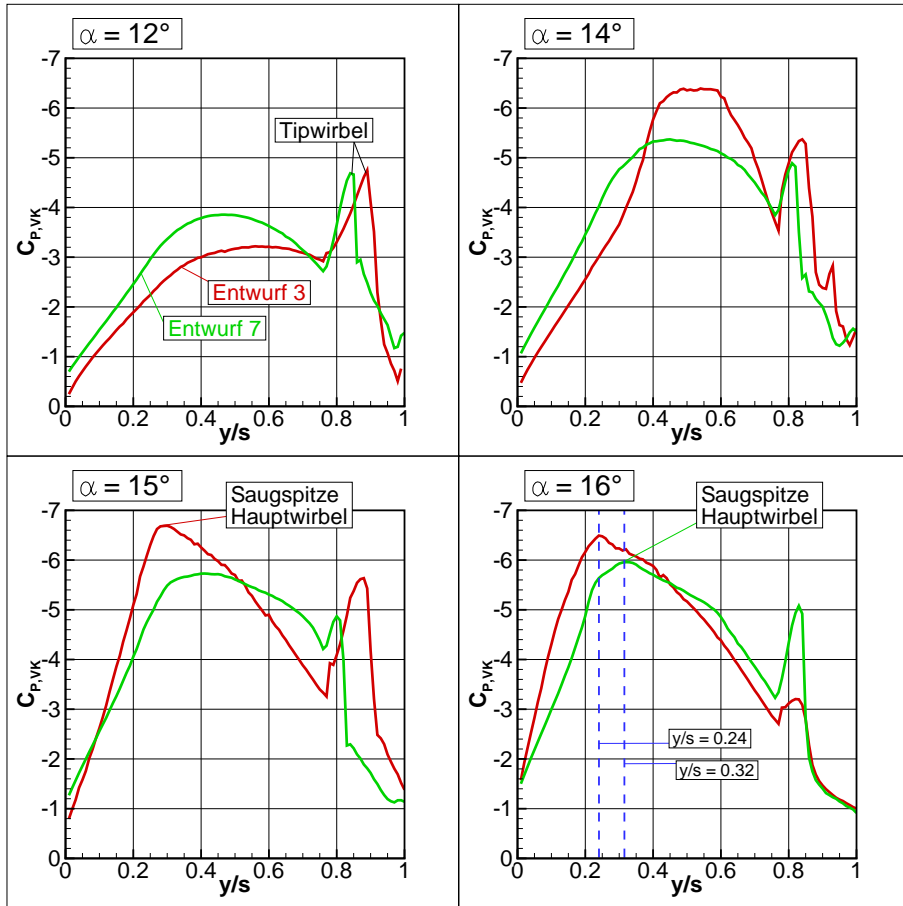 α = 12°
-7
-6
-5
-4
-3
-2
-1
0
C_P,VK
Tipwirbel
Entwurf 3
Entwurf 7
0
0.2
0.4
0.6
0.8
1
y/s
α = 14°
-7
-6
-5
-4
-3
-2
-1
0
C_P,VK
0
0.2
0.4
0.6
0.8
1
y/s
α = 15°
Saugspitze
Hauptwirbel
-7
-6
-5
-4
-3
-2
-1
0
C_P,VK
0
0.2
0.4
0.6
0.8
1
y/s
α = 16°
Saugspitze
Hauptwirbel
-7
-6
-5
-4
-3
-2
-1
0
C_P,VK
y/s = 0.24
y/s = 0.32
0
0.2
0.4
0.6
0.8
1
y/s